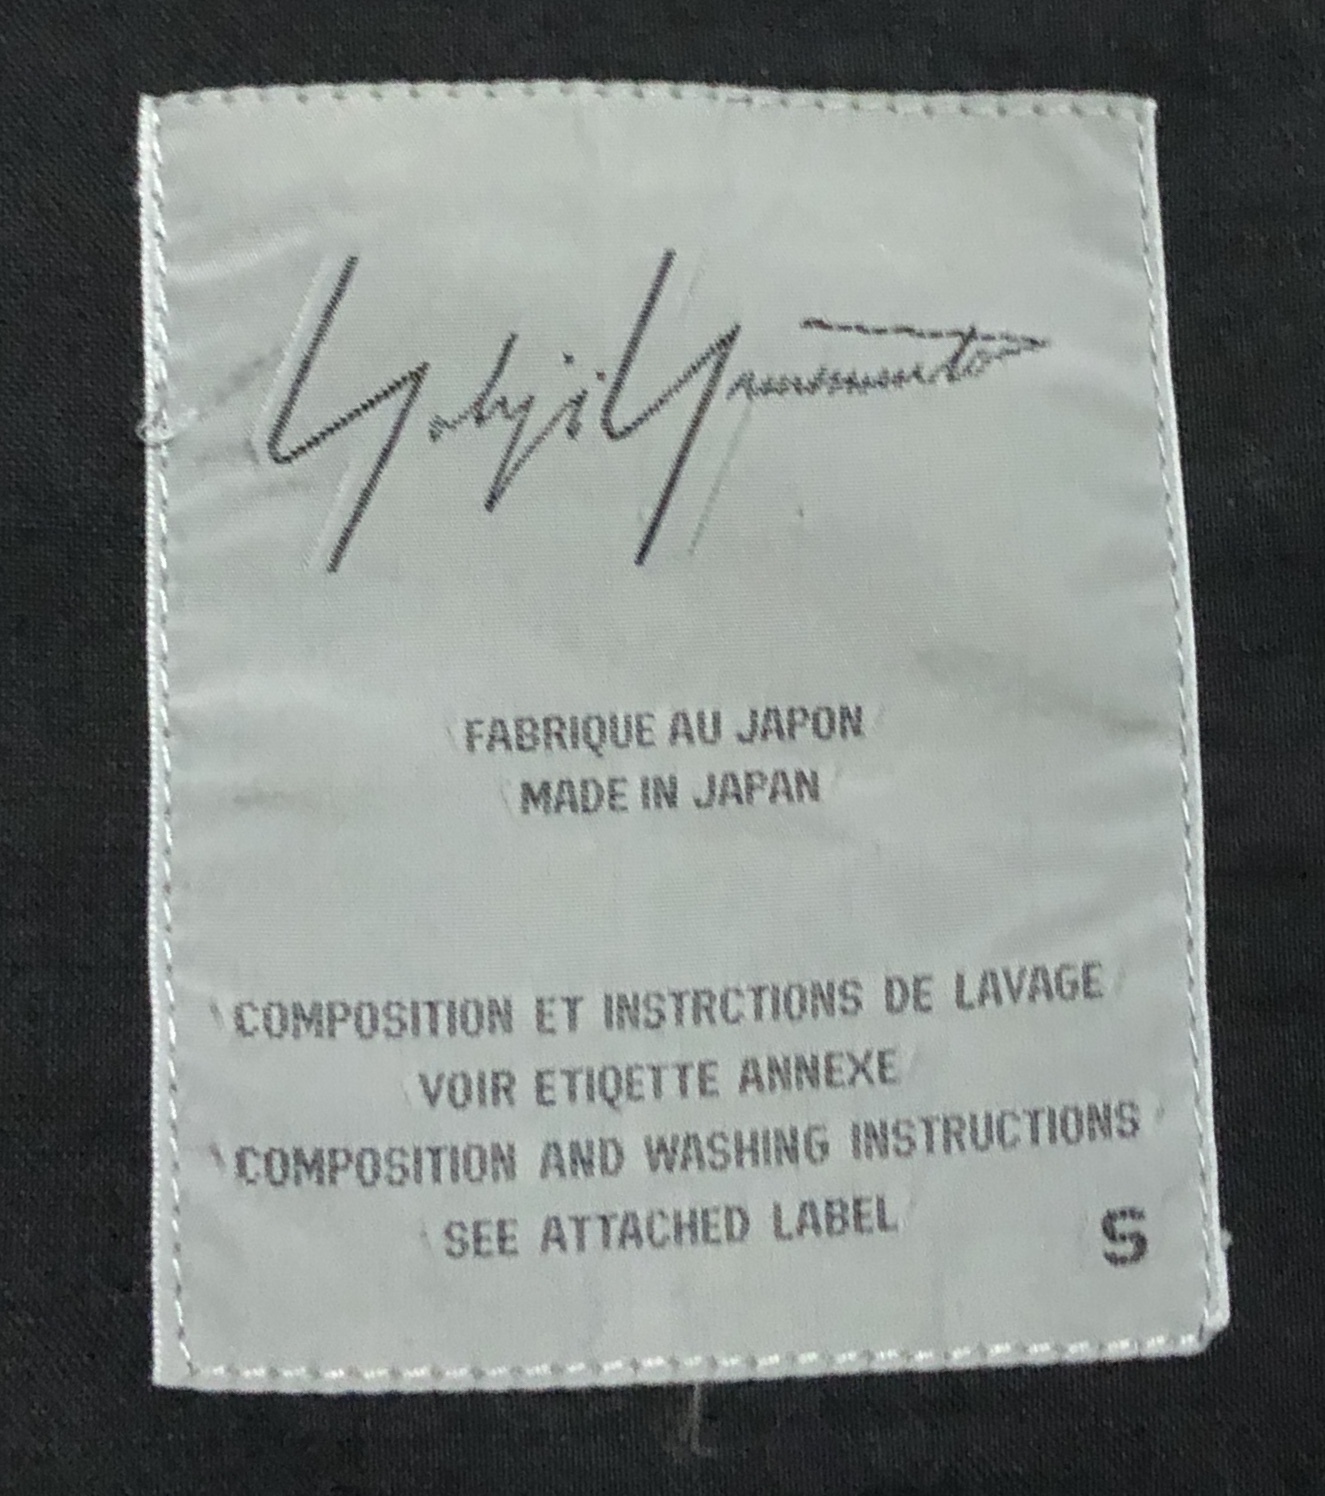 Yohji Yamamoto
FABRIQUE AU JAPON
MADE IN JAPAN
COMPOSITION ET INSTRCTIONS DE LAVAGE
VOIR ETIQETTE ANNEXE
COMPOSITION AND WASHING INSTRUCTIONS
SEE ATTACHED LABEL
S